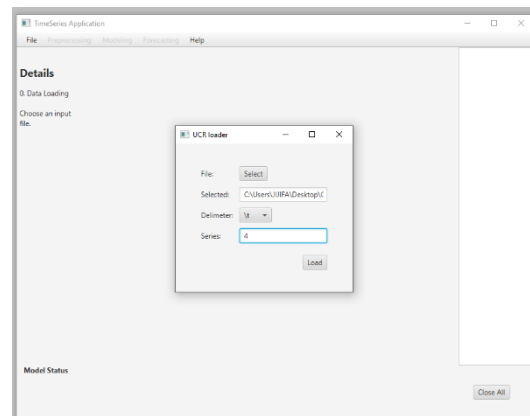 TimeSeries Application
File Preprocessing Modeling Forecasting Help
Details
0. Data Loading
Choose an input
file.
UCR loader
File: Select
Selected: C:\Users\JIJIFA\Desktop\C
Delimeter: \t
Series: 4
Load
Model Status
Close All